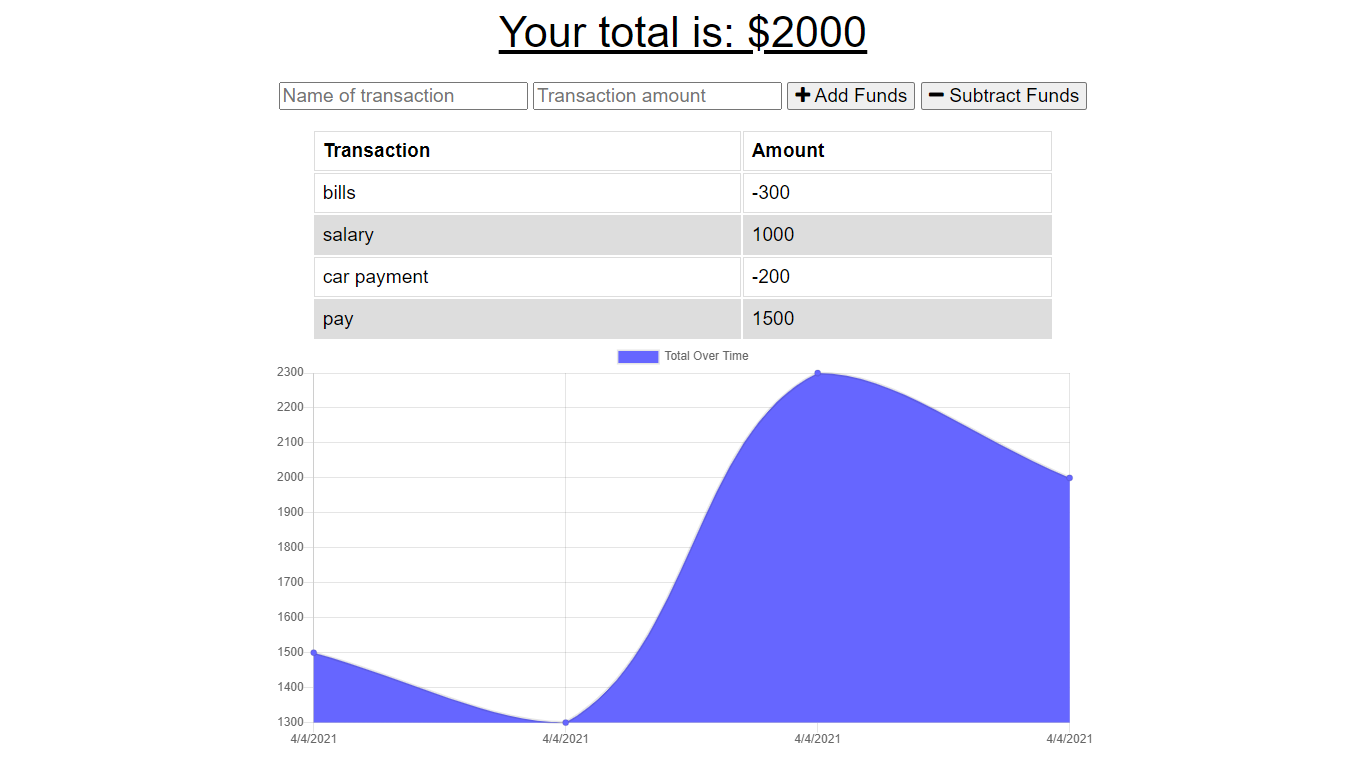 Your total is: $2000
Name of transaction Transaction amount Add Funds Subtract Funds
Transaction Amount
bills -300
salary 1000
car payment -200
pay 1500
Total Over Time
2300
2200
2100
2000
1900
1800
1700
1600
1500
1400
1300
4/4/2021 4/4/2021 4/4/2021 4/4/2021